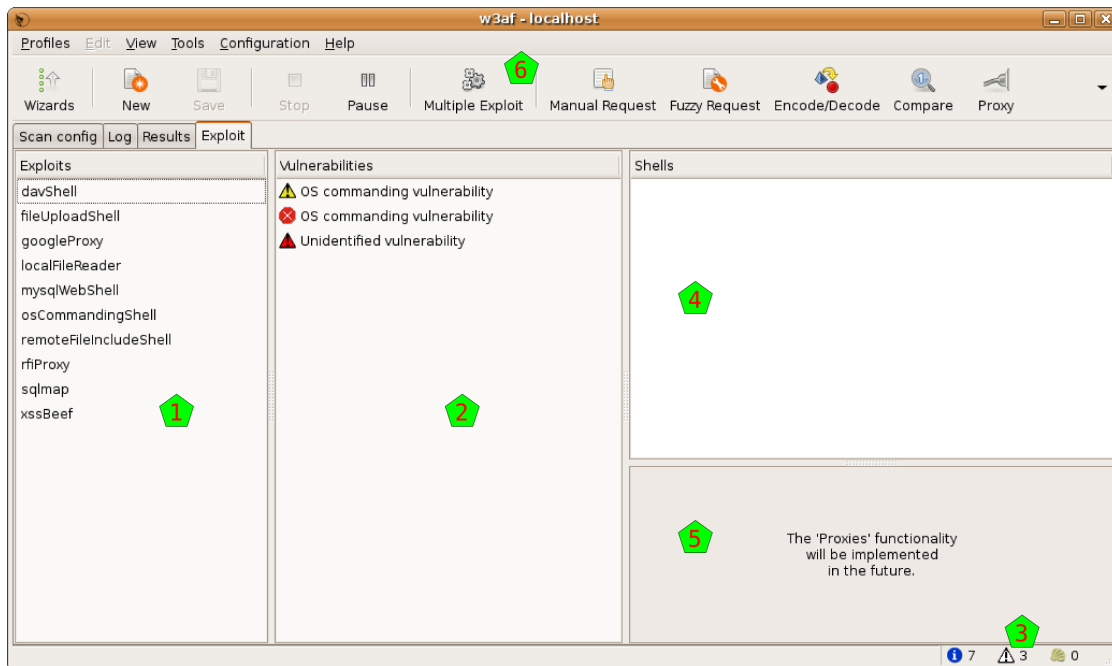 w3af - localhost
Profiles Edit View Tools Configuration Help
Wizards New Save Stop Pause Multiple Exploit Manual Request Fuzzy Request Encode/Decode Compare Proxy
6
Scan config Log Results Exploit
Exploits
davShell
fileUploadShell
googleProxy
localFileReader
mysqlWebShell
osCommandingShell
remoteFileIncludeShell
rfiProxy
sqlmap
xssBeef
1
Vulnerabilities
OS commanding vulnerability
OS commanding vulnerability
Unidentified vulnerability
2
Shells
4
5
The 'Proxies' functionality
will be implemented
in the future.
3
7 3 0